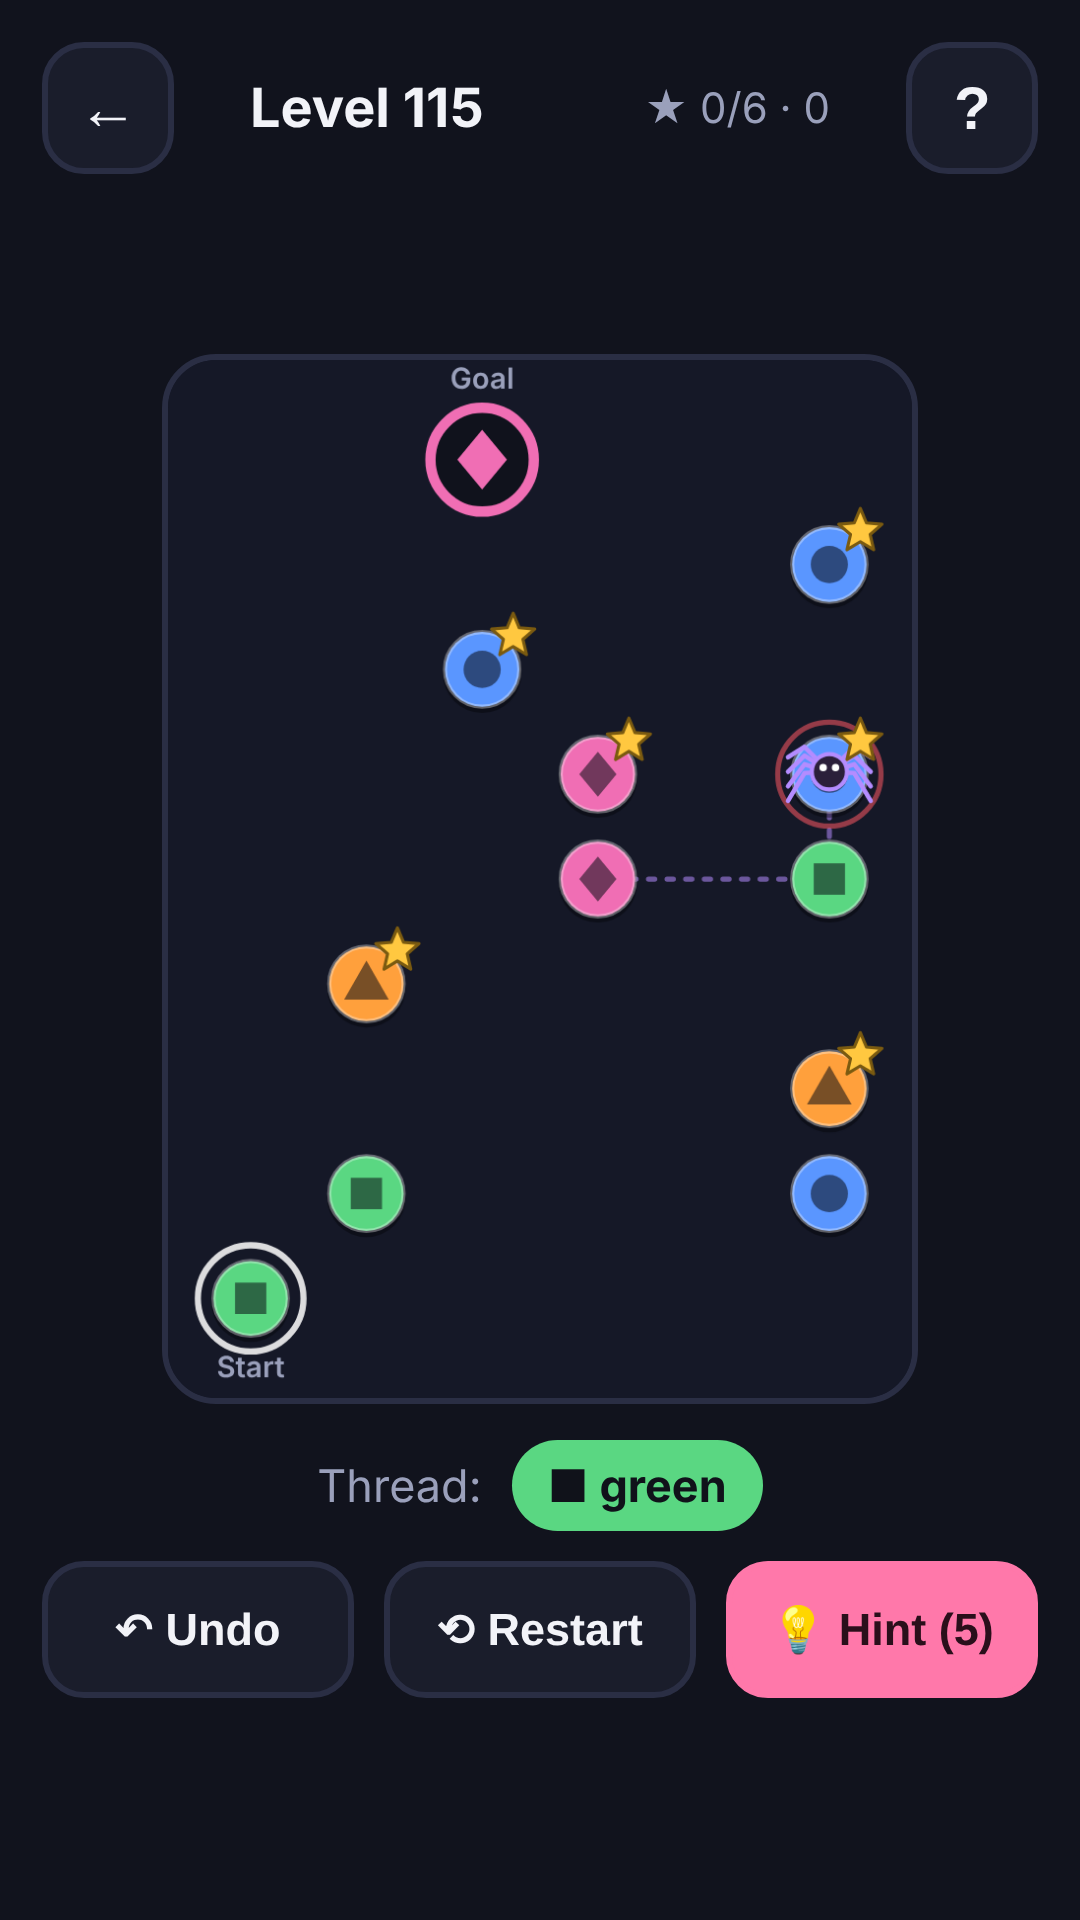 ←
Level 115
★ 0/6 · 0
?
Goal
Start
Thread:
■ green
↶ Undo
⟲ Restart
💡 Hint (5)